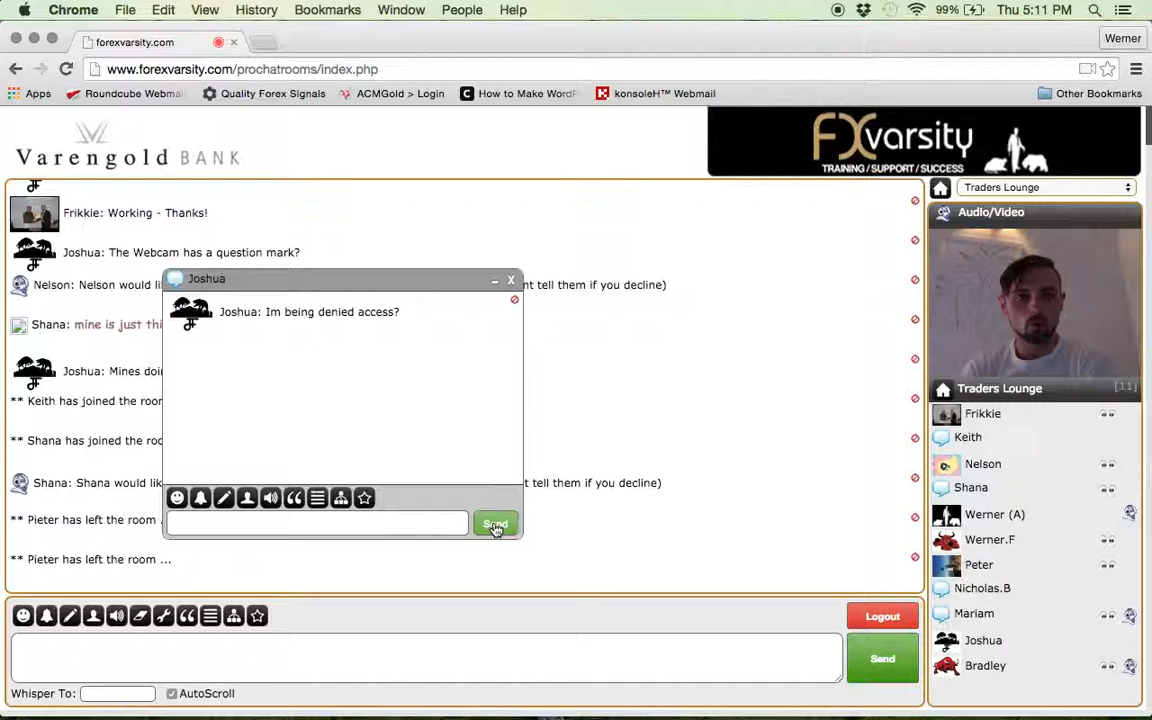 Chrome File Edit View History Bookmarks Window People Help 99% Thu 5:11 PM
forexvarsity.com Werner
www.forexvarsity.com/prochatrooms/index.php
Apps Roundcube Webmai Quality Forex Signals ACMGold > Login How to Make WordP konsoleH™ Webmail Other Bookmarks
Varengold BANK
FXvarsity
TRAINING/SUPPORT/SUCCESS
Traders Lounge
Audio/Video
Frikkie: Working - Thanks!
Joshua: The Webcam has a question mark?
Nelson: Nelson would li nt tell them if you decline)
Shana: mine is just thi
Joshua: Mines doi
** Keith has joined the roor
** Shana has joined the roo
Shana: Shana would lik t tell them if you decline)
** Pieter has left the room .
** Pieter has left the room ...
Joshua - X
Joshua: Im being denied access?
Send
Logout
Send
Whisper To: AutoScroll
Traders Lounge [11]
Frikkie
Keith
Nelson
Shana
Werner (A)
Werner.F
Peter
Nicholas.B
Mariam
Joshua
Bradley